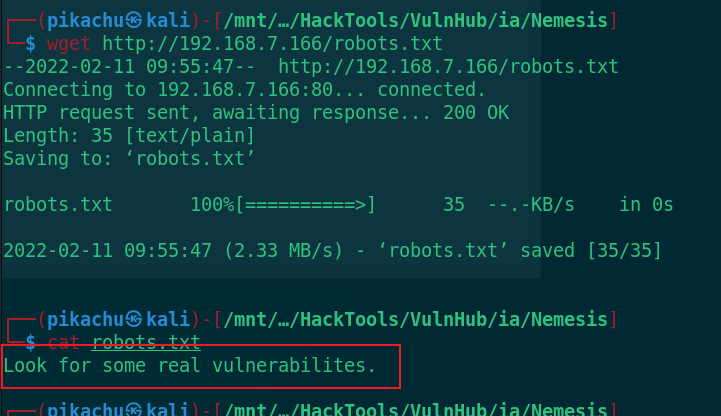 ┌──(pikachu㉿kali)-[/mnt/…/HackTools/VulnHub/ia/Nemesis]
└─$ wget http://192.168.7.166/robots.txt
--2022-02-11 09:55:47--  http://192.168.7.166/robots.txt
Connecting to 192.168.7.166:80... connected.
HTTP request sent, awaiting response... 200 OK
Length: 35 [text/plain]
Saving to: ‘robots.txt’
robots.txt       100%[==========>]      35  --.-KB/s    in 0s
2022-02-11 09:55:47 (2.33 MB/s) - ‘robots.txt’ saved [35/35]
┌──(pikachu㉿kali)-[/mnt/…/HackTools/VulnHub/ia/Nemesis]
└─$ cat robots.txt
Look for some real vulnerabilites.
┌──(pikachu㉿kali)-[/mnt/…/HackTools/VulnHub/ia/Nemesis]